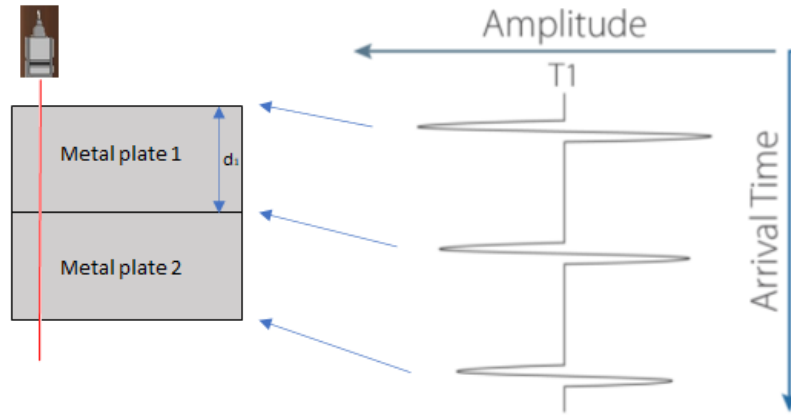 Amplitude
T1
Metal plate 1
d₁
Metal plate 2
Arrival Time